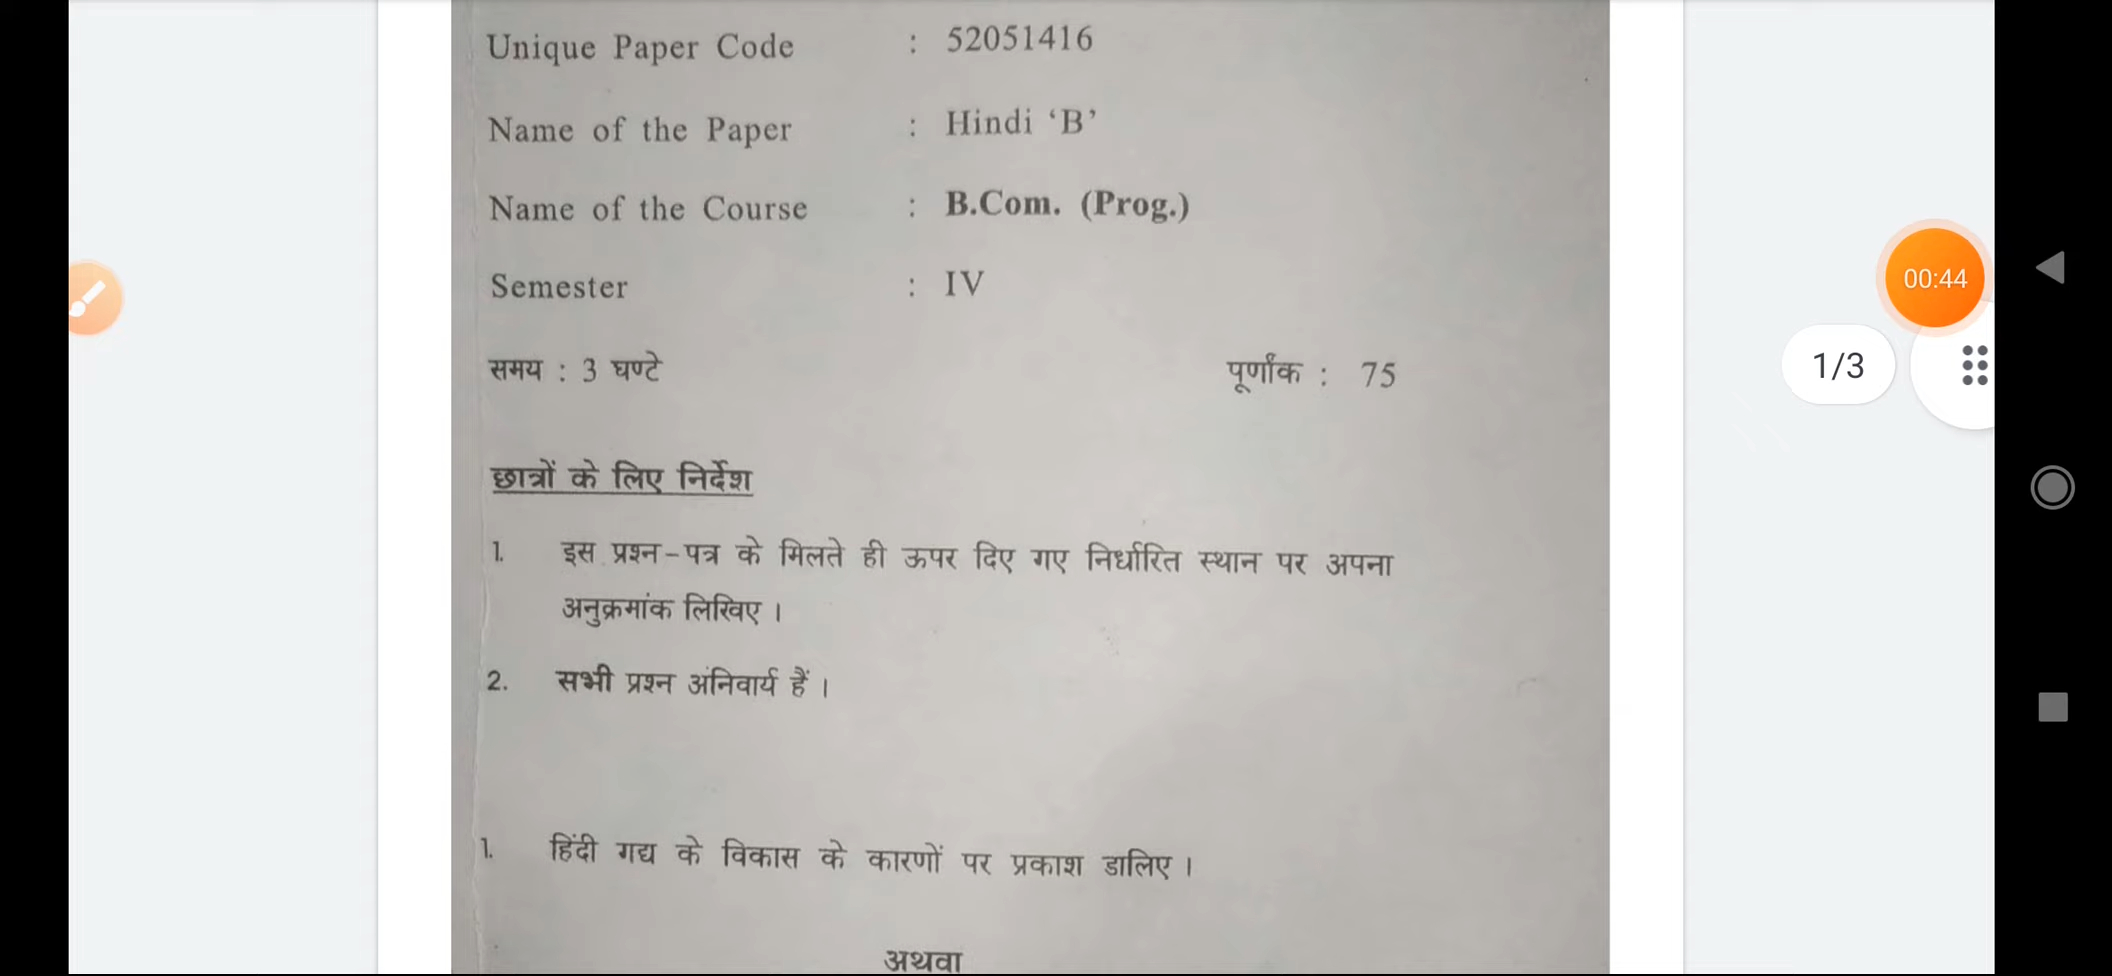 Unique Paper Code : 52051416
Name of the Paper : Hindi ‘B’
Name of the Course : B.Com. (Prog.)
Semester : IV
समय : 3 घण्टे पूर्णांक : 75
छात्रों के लिए निर्देश
1. इस प्रश्न-पत्र के मिलते ही ऊपर दिए गए निर्धारित स्थान पर अपना
अनुक्रमांक लिखिए ।
2. सभी प्रश्न अंनिवार्य हैं ।
1. हिंदी गद्य के विकास के कारणों पर प्रकाश डालिए ।
अथवा
00:44
1/3